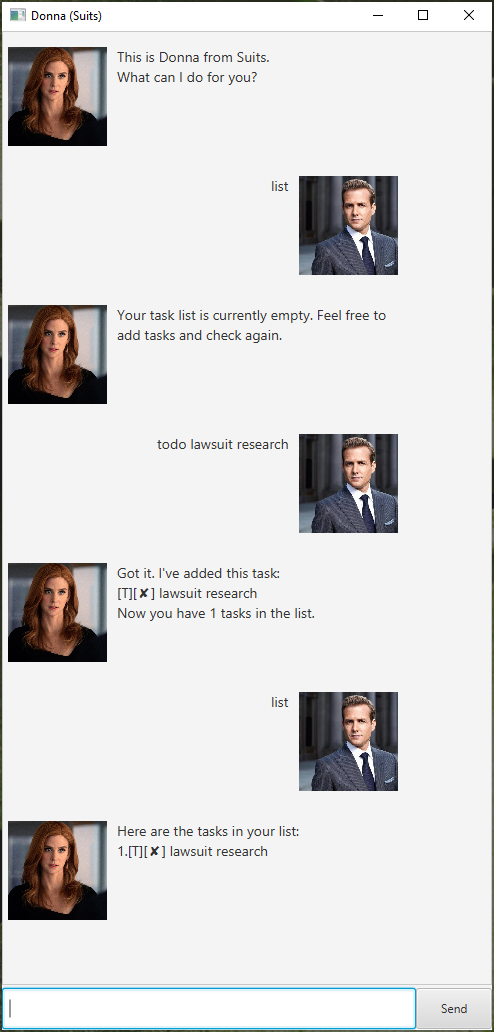 Donna (Suits)
This is Donna from Suits.
What can I do for you?
list
Your task list is currently empty. Feel free to
add tasks and check again.
todo lawsuit research
Got it. I've added this task:
[T][✘] lawsuit research
Now you have 1 tasks in the list.
list
Here are the tasks in your list:
1.[T][✘] lawsuit research
Send